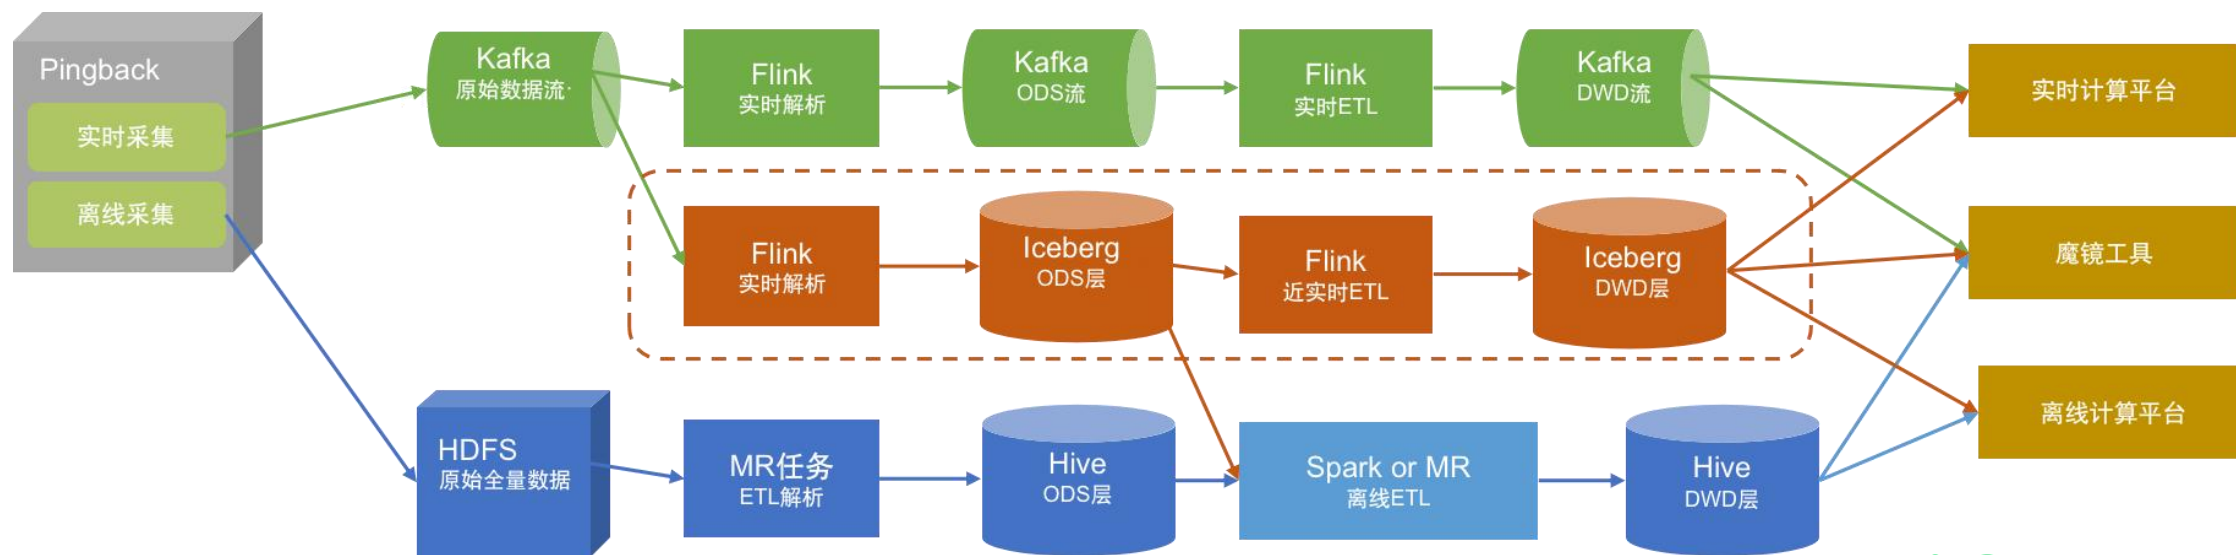 Pingback
实时采集
离线采集
Kafka
原始数据流·
Flink
实时解析
Kafka
ODS流
Flink
实时ETL
Kafka
DWD流
Flink
实时解析
Iceberg
ODS层
Flink
近实时ETL
Iceberg
DWD层
HDFS
原始全量数据
MR任务
ETL解析
Hive
ODS层
Spark or MR
离线ETL
Hive
DWD层
实时计算平台
魔镜工具
离线计算平台